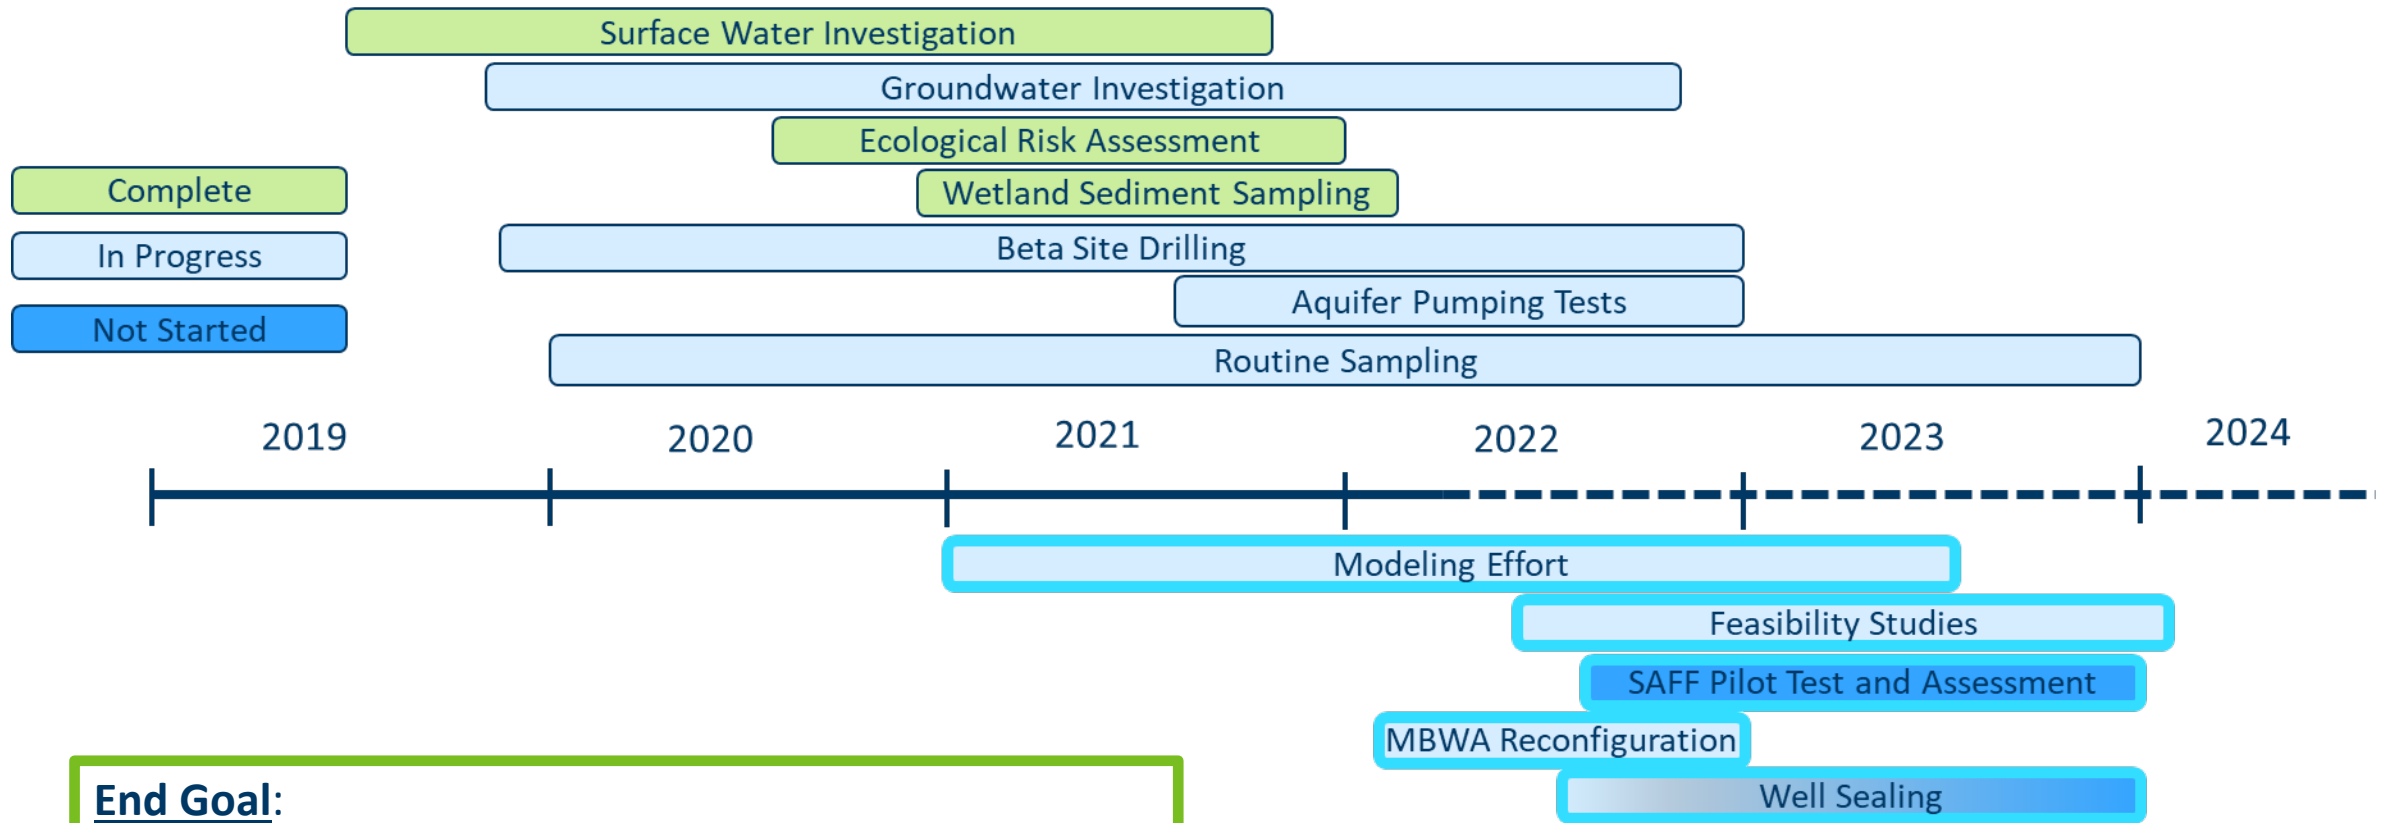 Surface Water Investigation
Groundwater Investigation
Ecological Risk Assessment
Complete
Wetland Sediment Sampling
In Progress
Beta Site Drilling
Not Started
Aquifer Pumping Tests
Routine Sampling
2019
2020
2021
2022
2023
2024
Modeling Effort
Feasibility Studies
SAFF Pilot Test and Assessment
MBWA Reconfiguration
Well Sealing
End Goal: